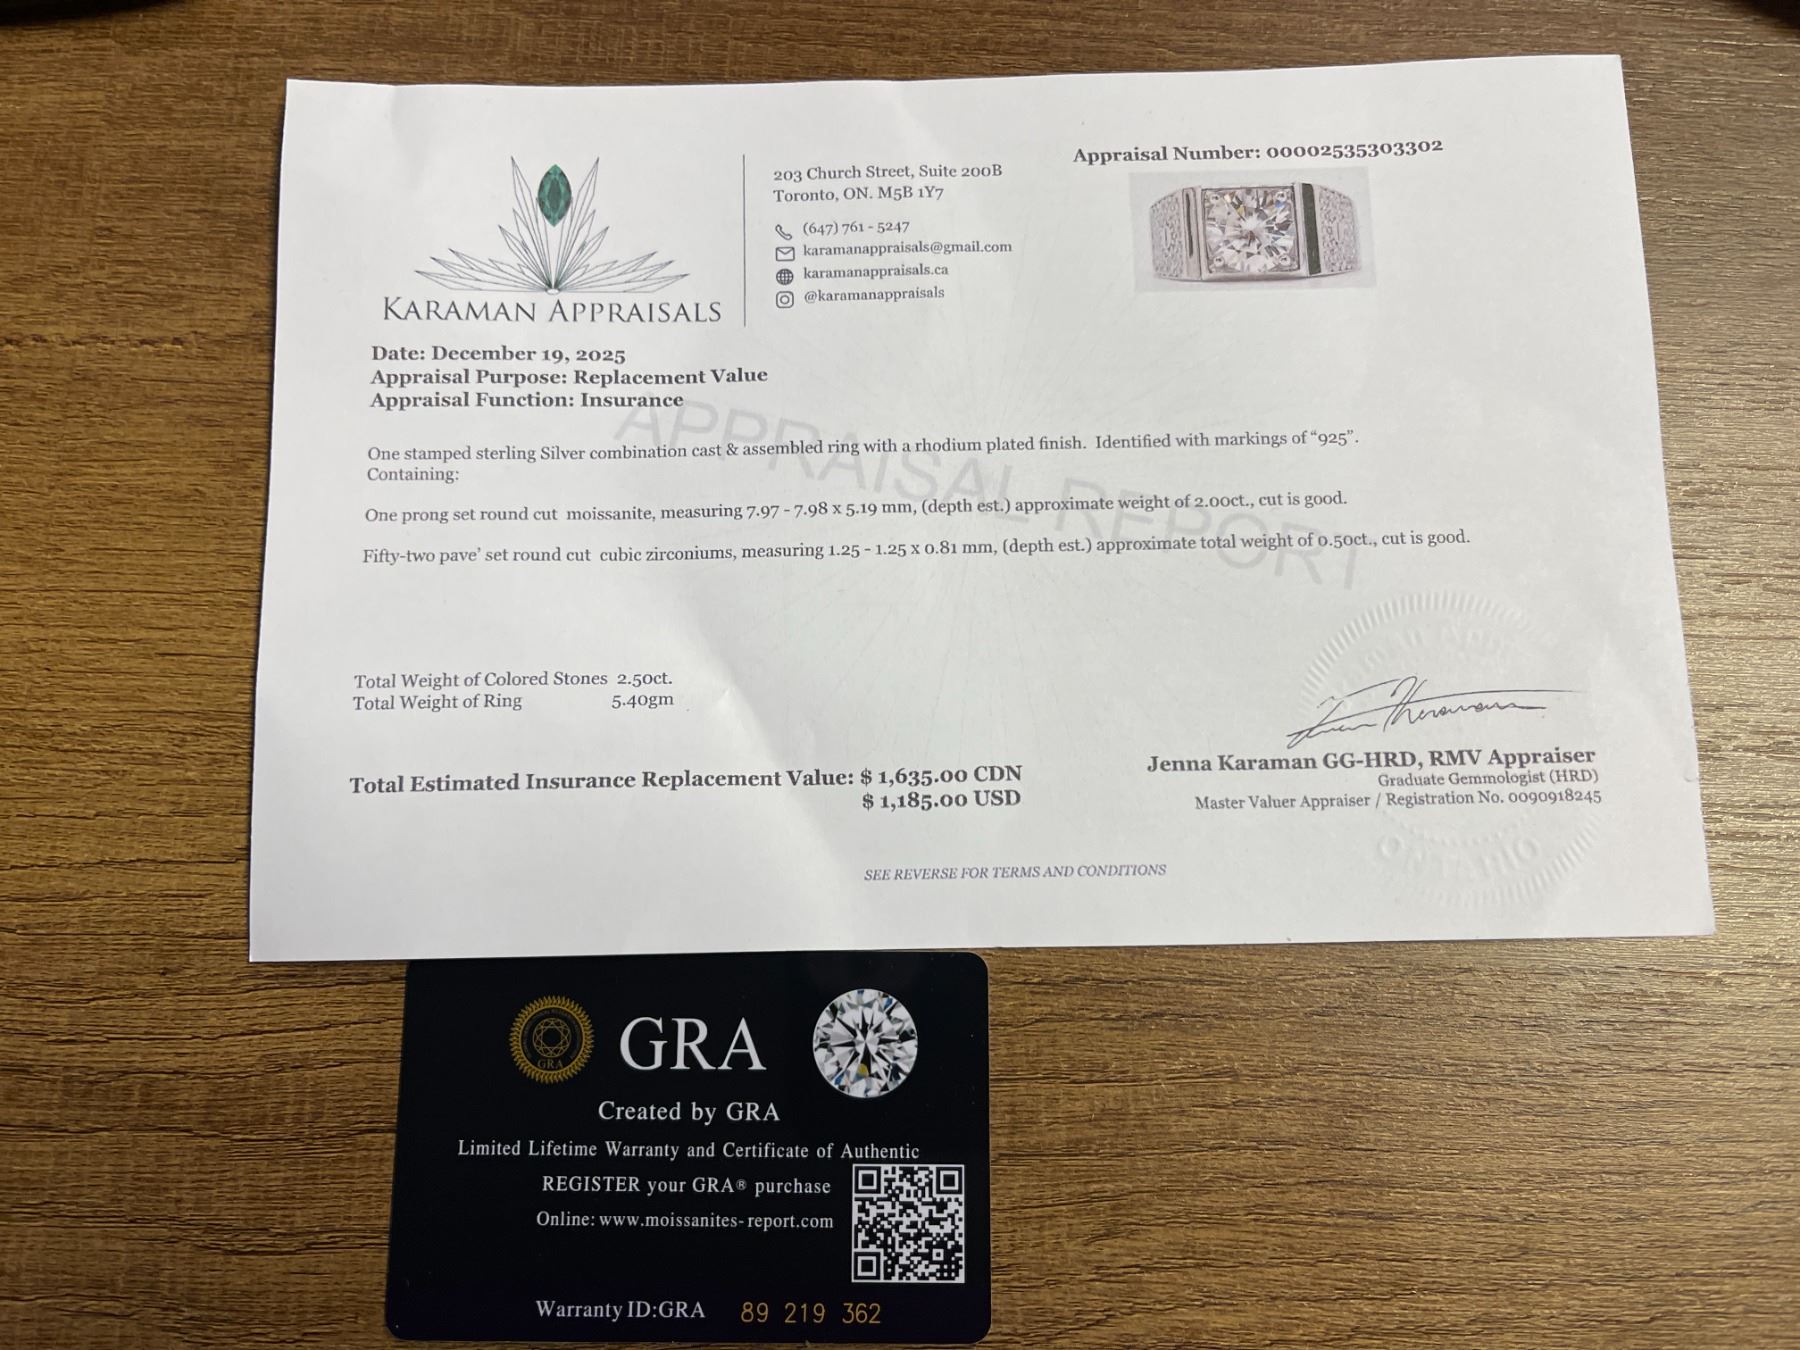 KARAMAN APPRAISALS
203 Church Street, Suite 200B
Toronto, ON. M5B 1Y7
(647) 761 - 5247
karamanappraisals@gmail.com
karamanappraisals.ca
@karamanappraisals
Appraisal Number: 00002535303302
Date: December 19, 2025
Appraisal Purpose: Replacement Value
Appraisal Function: Insurance
APPRAISAL REPORT
One stamped sterling Silver combination cast & assembled ring with a rhodium plated finish.  Identified with markings of “925”.
Containing:
One prong set round cut  moissanite, measuring 7.97 - 7.98 x 5.19 mm, (depth est.) approximate weight of 2.00ct., cut is good.
Fifty-two pave’ set round cut  cubic zirconiums, measuring 1.25 - 1.25 x 0.81 mm, (depth est.) approximate total weight of 0.50ct., cut is good.
Total Weight of Colored Stones  2.50ct.
Total Weight of Ring 5.40gm
Total Estimated Insurance Replacement Value: $ 1,635.00 CDN
$ 1,185.00 USD
Jenna Karaman GG-HRD, RMV Appraiser
Graduate Gemmologist (HRD)
Master Valuer Appraiser / Registration No. 0090918245
ONTARIO
SEE REVERSE FOR TERMS AND CONDITIONS
GRA
GRA
Created by GRA
Limited Lifetime Warranty and Certificate of Authentic
REGISTER your GRA® purchase
Online: www.moissanites-report.com
Warranty ID:GRA 89 219 362